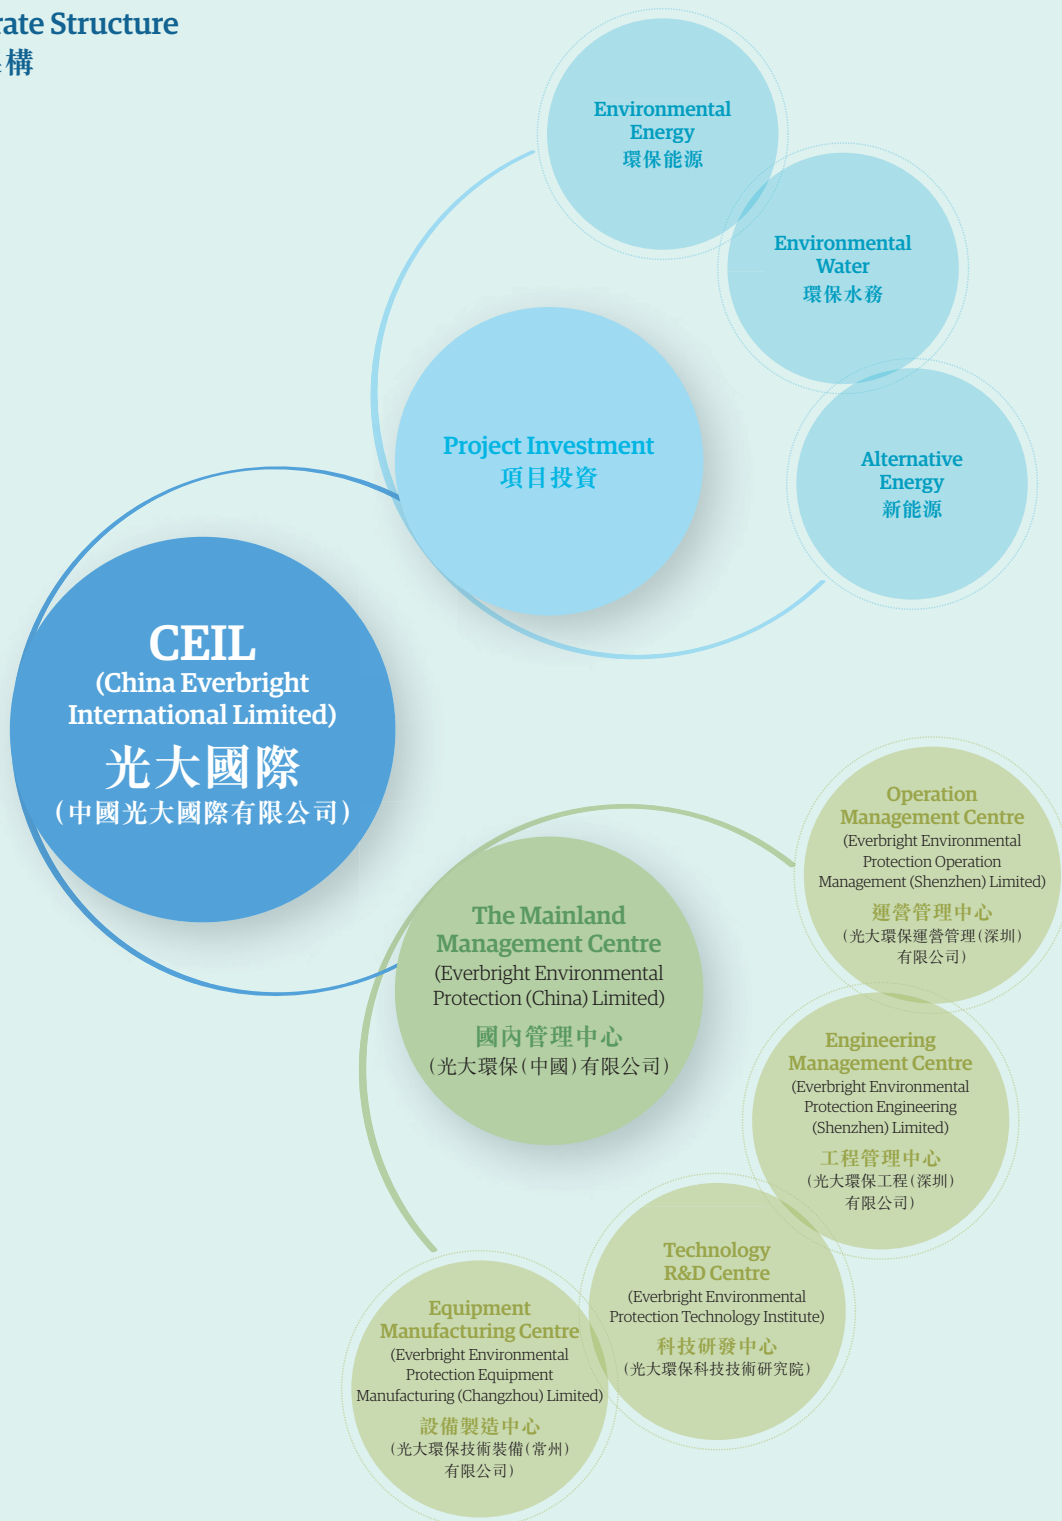 rate Structure
構
Environmental
Energy
環保能源
Environmental
Water
環保水務
Alternative
Energy
新能源
Project Investment
項目投資
CEIL
(China Everbright
International Limited)
光大國際
(中國光大國際有限公司)
The Mainland
Management Centre
(Everbright Environmental
Protection (China) Limited)
國內管理中心
(光大環保(中國)有限公司)
Operation
Management Centre
(Everbright Environmental
Protection Operation
Management (Shenzhen) Limited)
運營管理中心
(光大環保運營管理(深圳)
有限公司)
Engineering
Management Centre
(Everbright Environmental
Protection Engineering
(Shenzhen) Limited)
工程管理中心
(光大環保工程(深圳)
有限公司)
Technology
R&D Centre
(Everbright Environmental
Protection Technology Institute)
科技研發中心
(光大環保科技技術研究院)
Equipment
Manufacturing Centre
(Everbright Environmental
Protection Equipment
Manufacturing (Changzhou) Limited)
設備製造中心
(光大環保技術裝備(常州)
有限公司)